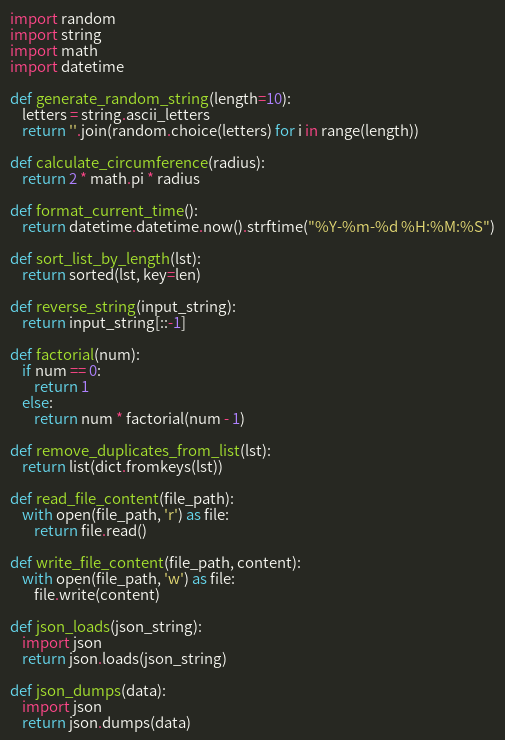 import random
import string
import math
import datetime

def generate_random_string(length=10):
    letters = string.ascii_letters
    return ''.join(random.choice(letters) for i in range(length))

def calculate_circumference(radius):
    return 2 * math.pi * radius

def format_current_time():
    return datetime.datetime.now().strftime("%Y-%m-%d %H:%M:%S")

def sort_list_by_length(lst):
    return sorted(lst, key=len)

def reverse_string(input_string):
    return input_string[::-1]

def factorial(num):
    if num == 0:
        return 1
    else:
        return num * factorial(num - 1)

def remove_duplicates_from_list(lst):
    return list(dict.fromkeys(lst))

def read_file_content(file_path):
    with open(file_path, 'r') as file:
        return file.read()

def write_file_content(file_path, content):
    with open(file_path, 'w') as file:
        file.write(content)

def json_loads(json_string):
    import json
    return json.loads(json_string)

def json_dumps(data):
    import json
    return json.dumps(data)